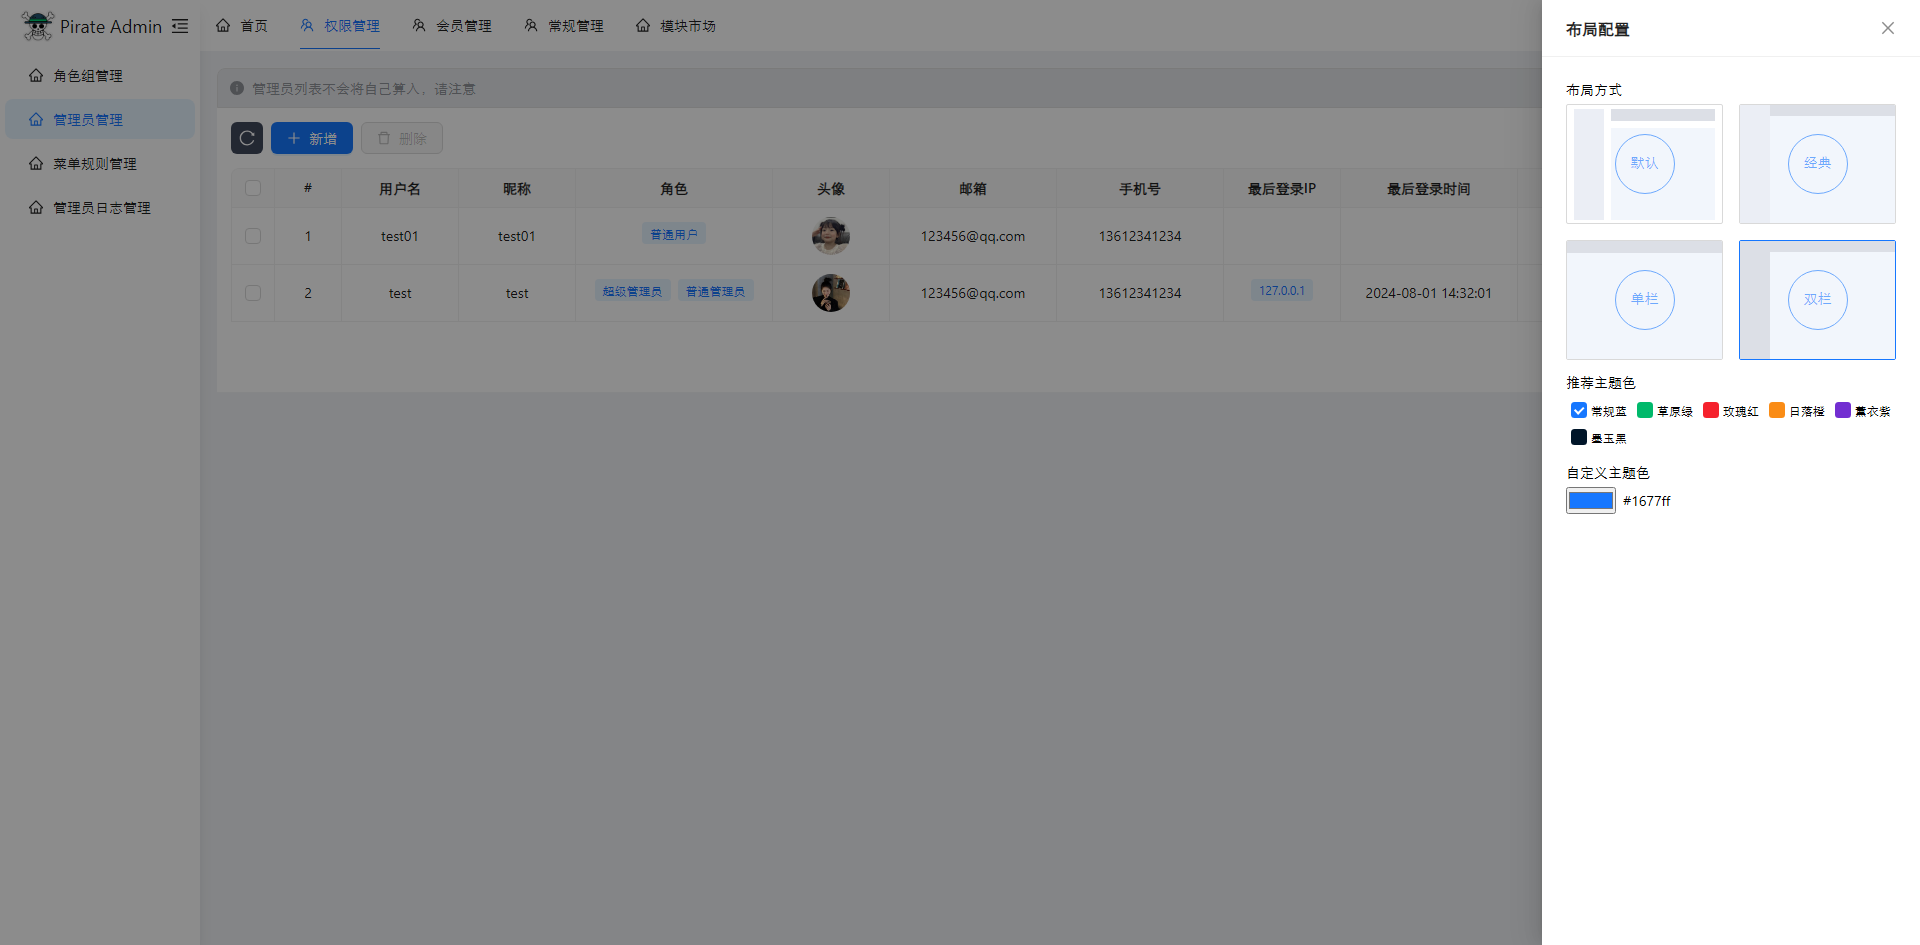 Pirate Admin
首页 权限管理 会员管理 常规管理 模块市场
角色组管理
管理员管理
菜单规则管理
管理员日志管理
管理员列表不会将自己算入，请注意
新增 删除
# 用户名 昵称 角色 头像 邮箱 手机号 最后登录IP 最后登录时间
1 test01 test01 普通用户 123456@qq.com 13612341234
2 test test 超级管理员 普通管理员 123456@qq.com 13612341234 127.0.0.1 2024-08-01 14:32:01
布局配置
布局方式
默认 经典
单栏 双栏
推荐主题色
常规蓝 草原绿 玫瑰红 日落橙 薰衣紫
墨玉黑
自定义主题色
#1677ff